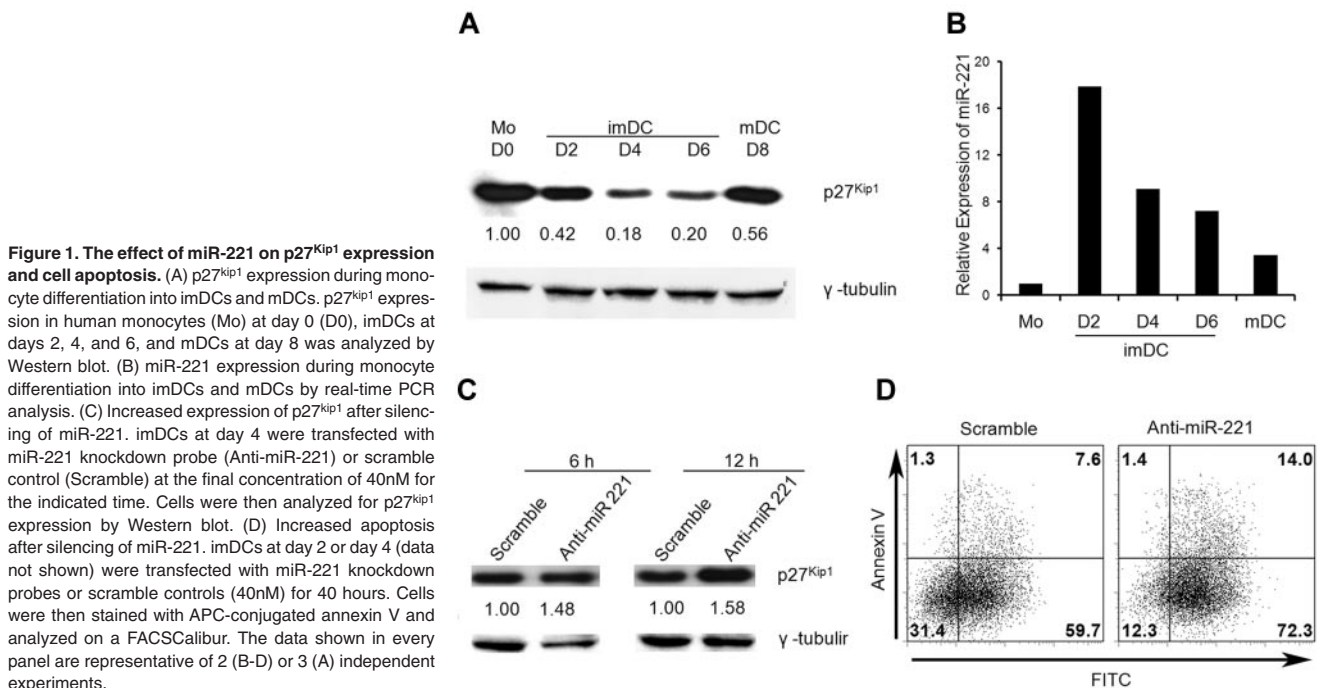 Figure 1. The effect of miR-221 on p27Kip1 expression
and cell apoptosis. (A) p27kip1 expression during mono-
cyte differentiation into imDCs and mDCs. p27kip1 expres-
sion in human monocytes (Mo) at day 0 (D0), imDCs at
days 2, 4, and 6, and mDCs at day 8 was analyzed by
Western blot. (B) miR-221 expression during monocyte
differentiation into imDCs and mDCs by real-time PCR
analysis. (C) Increased expression of p27kip1 after silenc-
ing of miR-221. imDCs at day 4 were transfected with
miR-221 knockdown probe (Anti-miR-221) or scramble
control (Scramble) at the final concentration of 40nM for
the indicated time. Cells were then analyzed for p27kip1
expression by Western blot. (D) Increased apoptosis
after silencing of miR-221. imDCs at day 2 or day 4 (data
not shown) were transfected with miR-221 knockdown
probes or scramble controls (40nM) for 40 hours. Cells
were then stained with APC-conjugated annexin V and
analyzed on a FACSCalibur. The data shown in every
panel are representative of 2 (B-D) or 3 (A) independent
experiments.
A
Mo imDC mDC
D0 D2 D4 D6 D8
p27Kip1
1.00 0.42 0.18 0.20 0.56
γ -tubulin
B
Relative Expression of miR-221
20
16
12
8
4
0
Mo D2 D4 D6 mDC
imDC
C
6 h 12 h
Scramble Anti-miR 221 Scramble Anti-miR 221
p27Kip1
1.00 1.48 1.00 1.58
γ -tubulir
D
Scramble Anti-miR-221
1.3 7.6 1.4 14.0
Annexin V
31.4 59.7 12.3 72.3
FITC